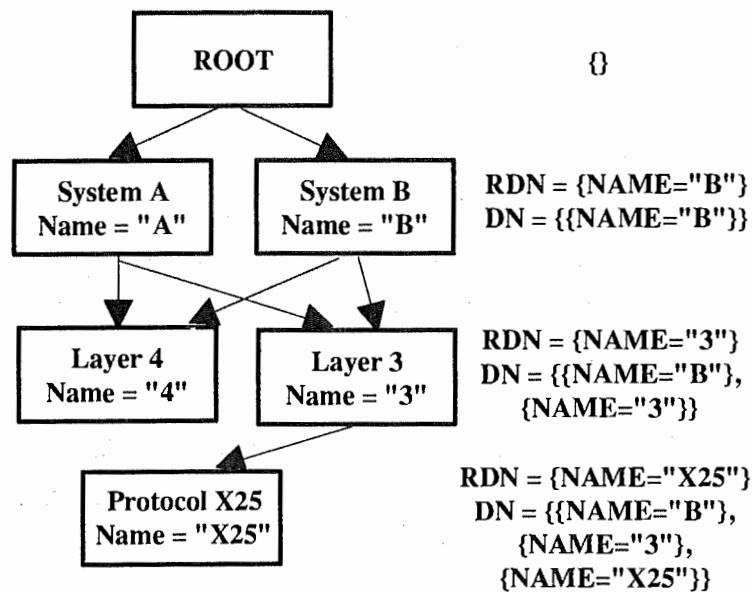 ROOT
{}
System A
Name = "A"
System B
Name = "B"
RDN = {NAME="B"}
DN = {{NAME="B"}}
Layer 4
Name = "4"
Layer 3
Name = "3"
RDN = {NAME="3"}
DN = {{NAME="B"},
{NAME="3"}}
Protocol X25
Name = "X25"
RDN = {NAME="X25"}
DN = {{NAME="B"},
{NAME="3"},
{NAME="X25"}}